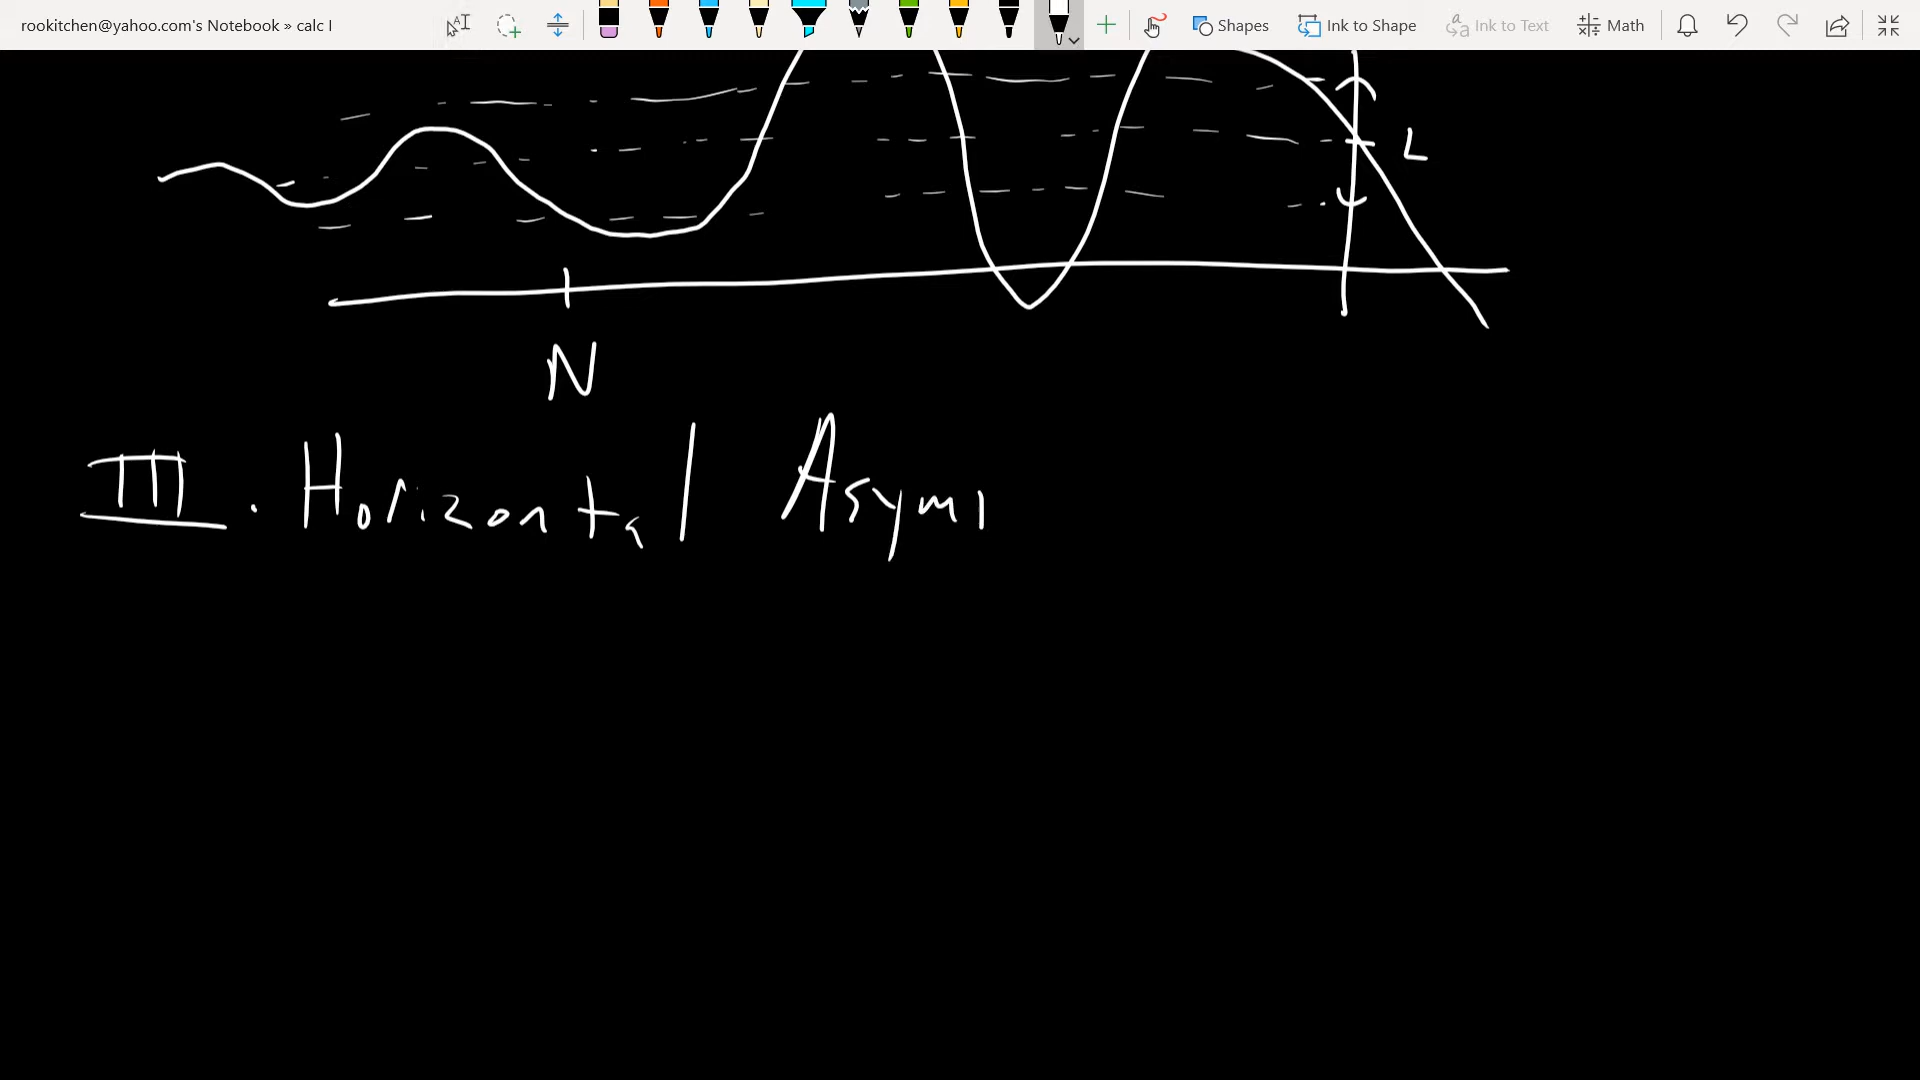 rookitchen@yahoo.com's Notebook » calc I
Shapes
Ink to Shape
Ink to Text
Math
L
N
III. Horizontal Asym